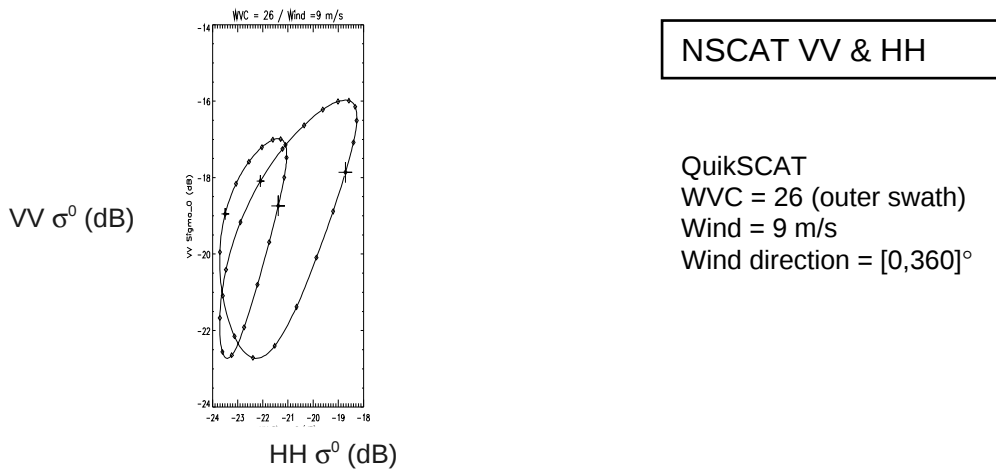 WVC = 26 / Wind =9 m/s
NSCAT VV & HH
-14
-16
-18
-20
-22
-24
VV Sigma_0 (dB)
VV σ⁰ (dB)
QuikSCAT
WVC = 26 (outer swath)
Wind = 9 m/s
Wind direction = [0,360]°
-24 -23 -22 -21 -20 -19 -18
HH σ⁰ (dB)